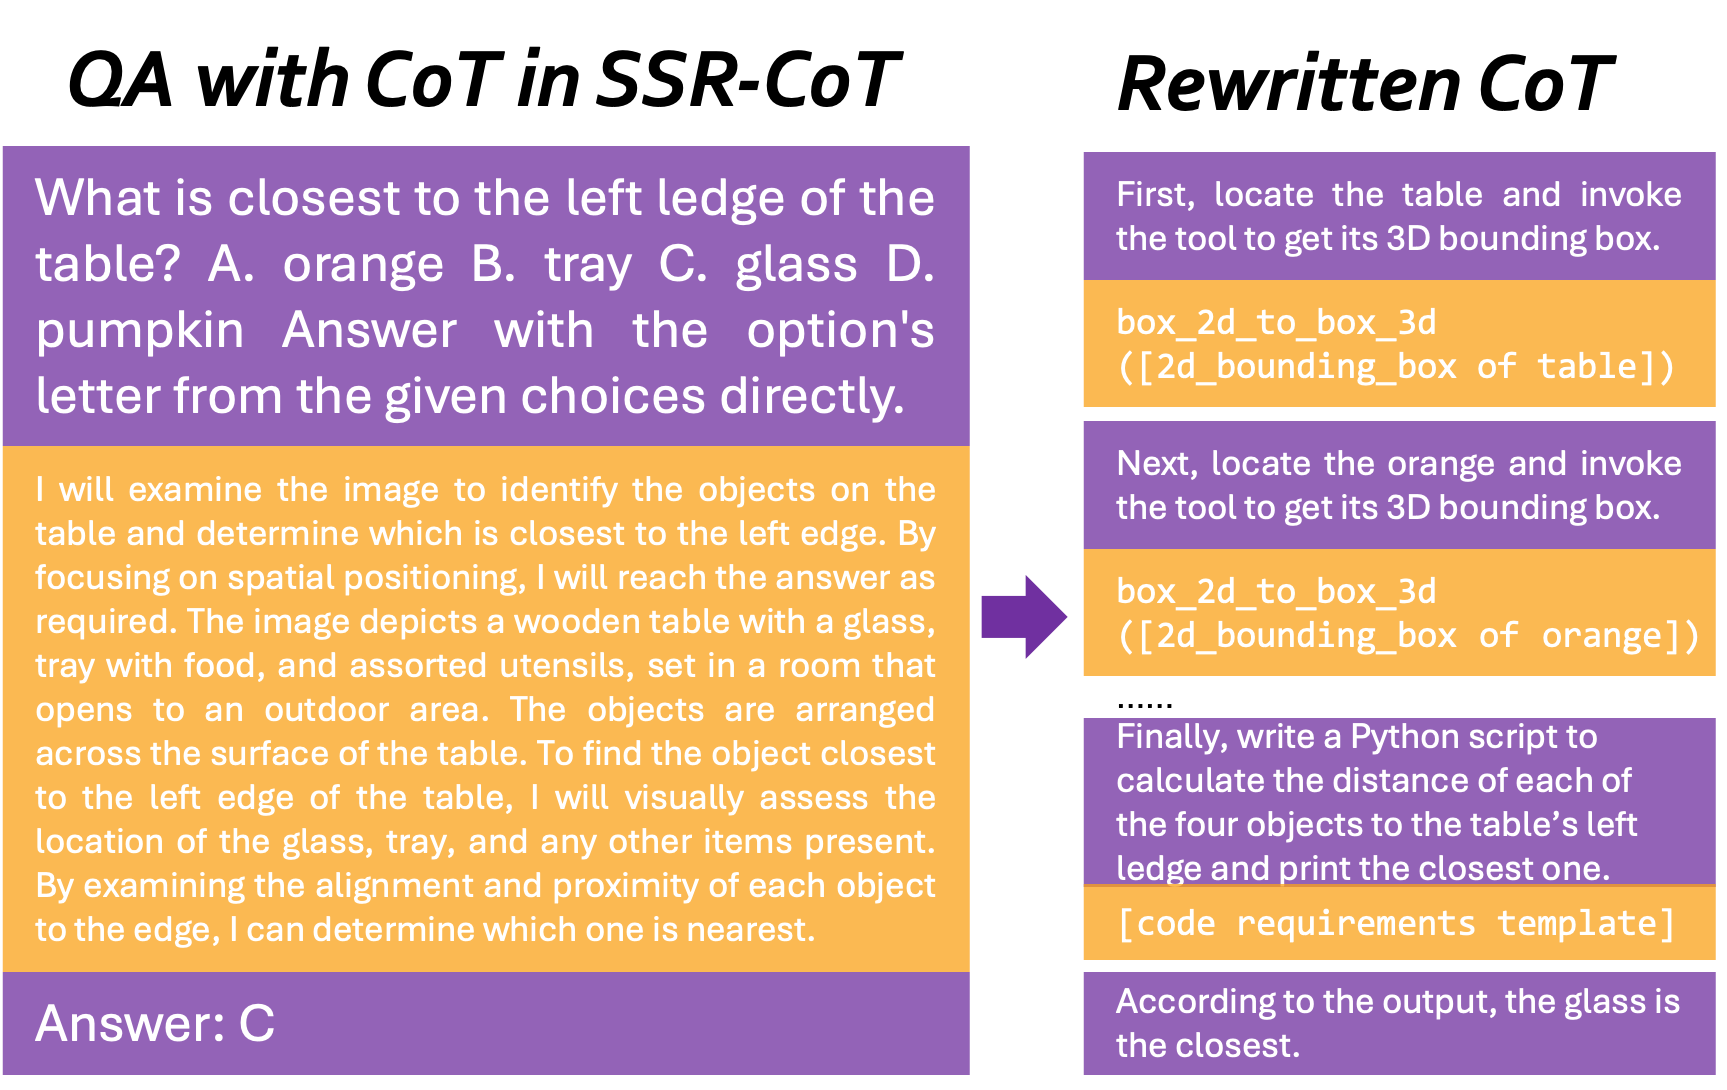 QA with CoT in SSR-CoT
What is closest to the left ledge of the
table? A. orange B. tray C. glass D.
pumpkin Answer with the option's
letter from the given choices directly.
I will examine the image to identify the objects on the
table and determine which is closest to the left edge. By
focusing on spatial positioning, I will reach the answer as
required. The image depicts a wooden table with a glass,
tray with food, and assorted utensils, set in a room that
opens to an outdoor area. The objects are arranged
across the surface of the table. To find the object closest
to the left edge of the table, I will visually assess the
location of the glass, tray, and any other items present.
By examining the alignment and proximity of each object
to the edge, I can determine which one is nearest.
Answer: C
Rewritten CoT
First, locate the table and invoke
the tool to get its 3D bounding box.
box_2d_to_box_3d
([2d_bounding_box of table])
Next, locate the orange and invoke
the tool to get its 3D bounding box.
box_2d_to_box_3d
([2d_bounding_box of orange])
......
Finally, write a Python script to
calculate the distance of each of
the four objects to the table’s left
ledge and print the closest one.
[code requirements template]
According to the output, the glass is
the closest.